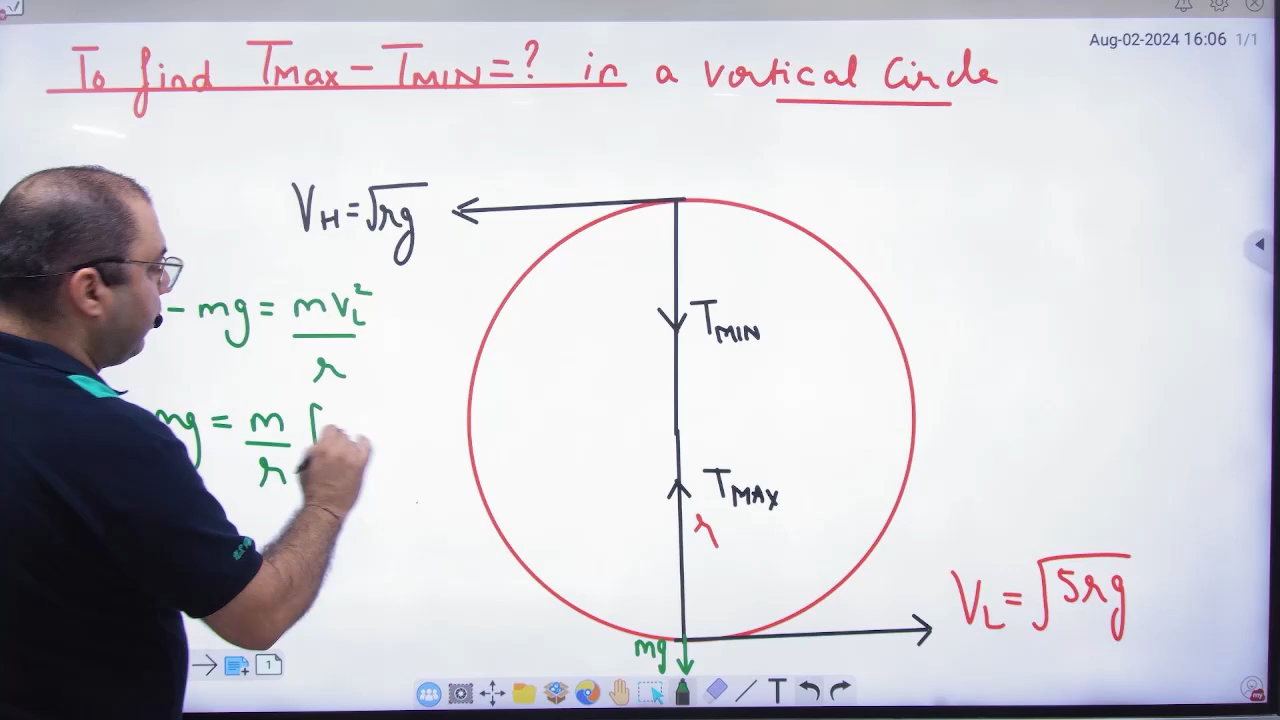 Aug-02-2024 16:06 1/1
To find TMax - TMIN = ? in a vertical Circle
VH = √rg
- mg = mVL² / r
TMIN
mg = m/r [
TMAX
r
VL = √5rg
mg
1
T